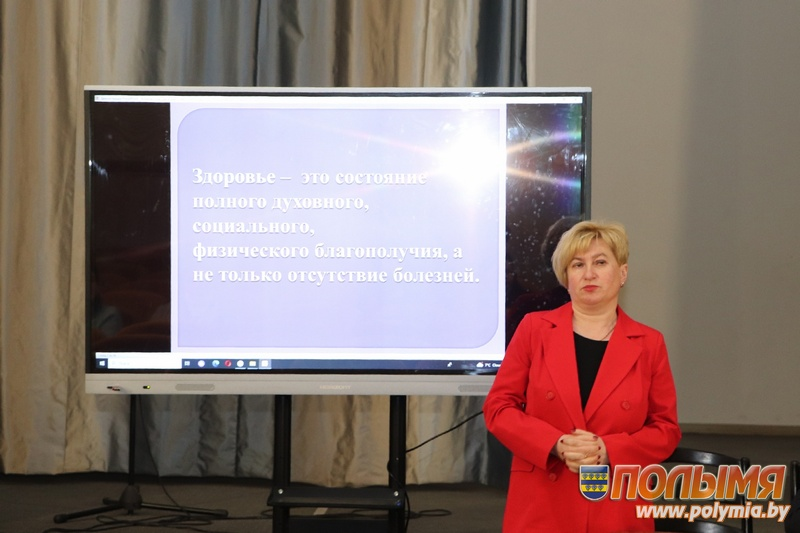 Здоровье – это состояние
полного духовного,
социального,
физического благополучия, а
не только отсутствие болезней.
ПОЛЫМЯ
www.polymia.by